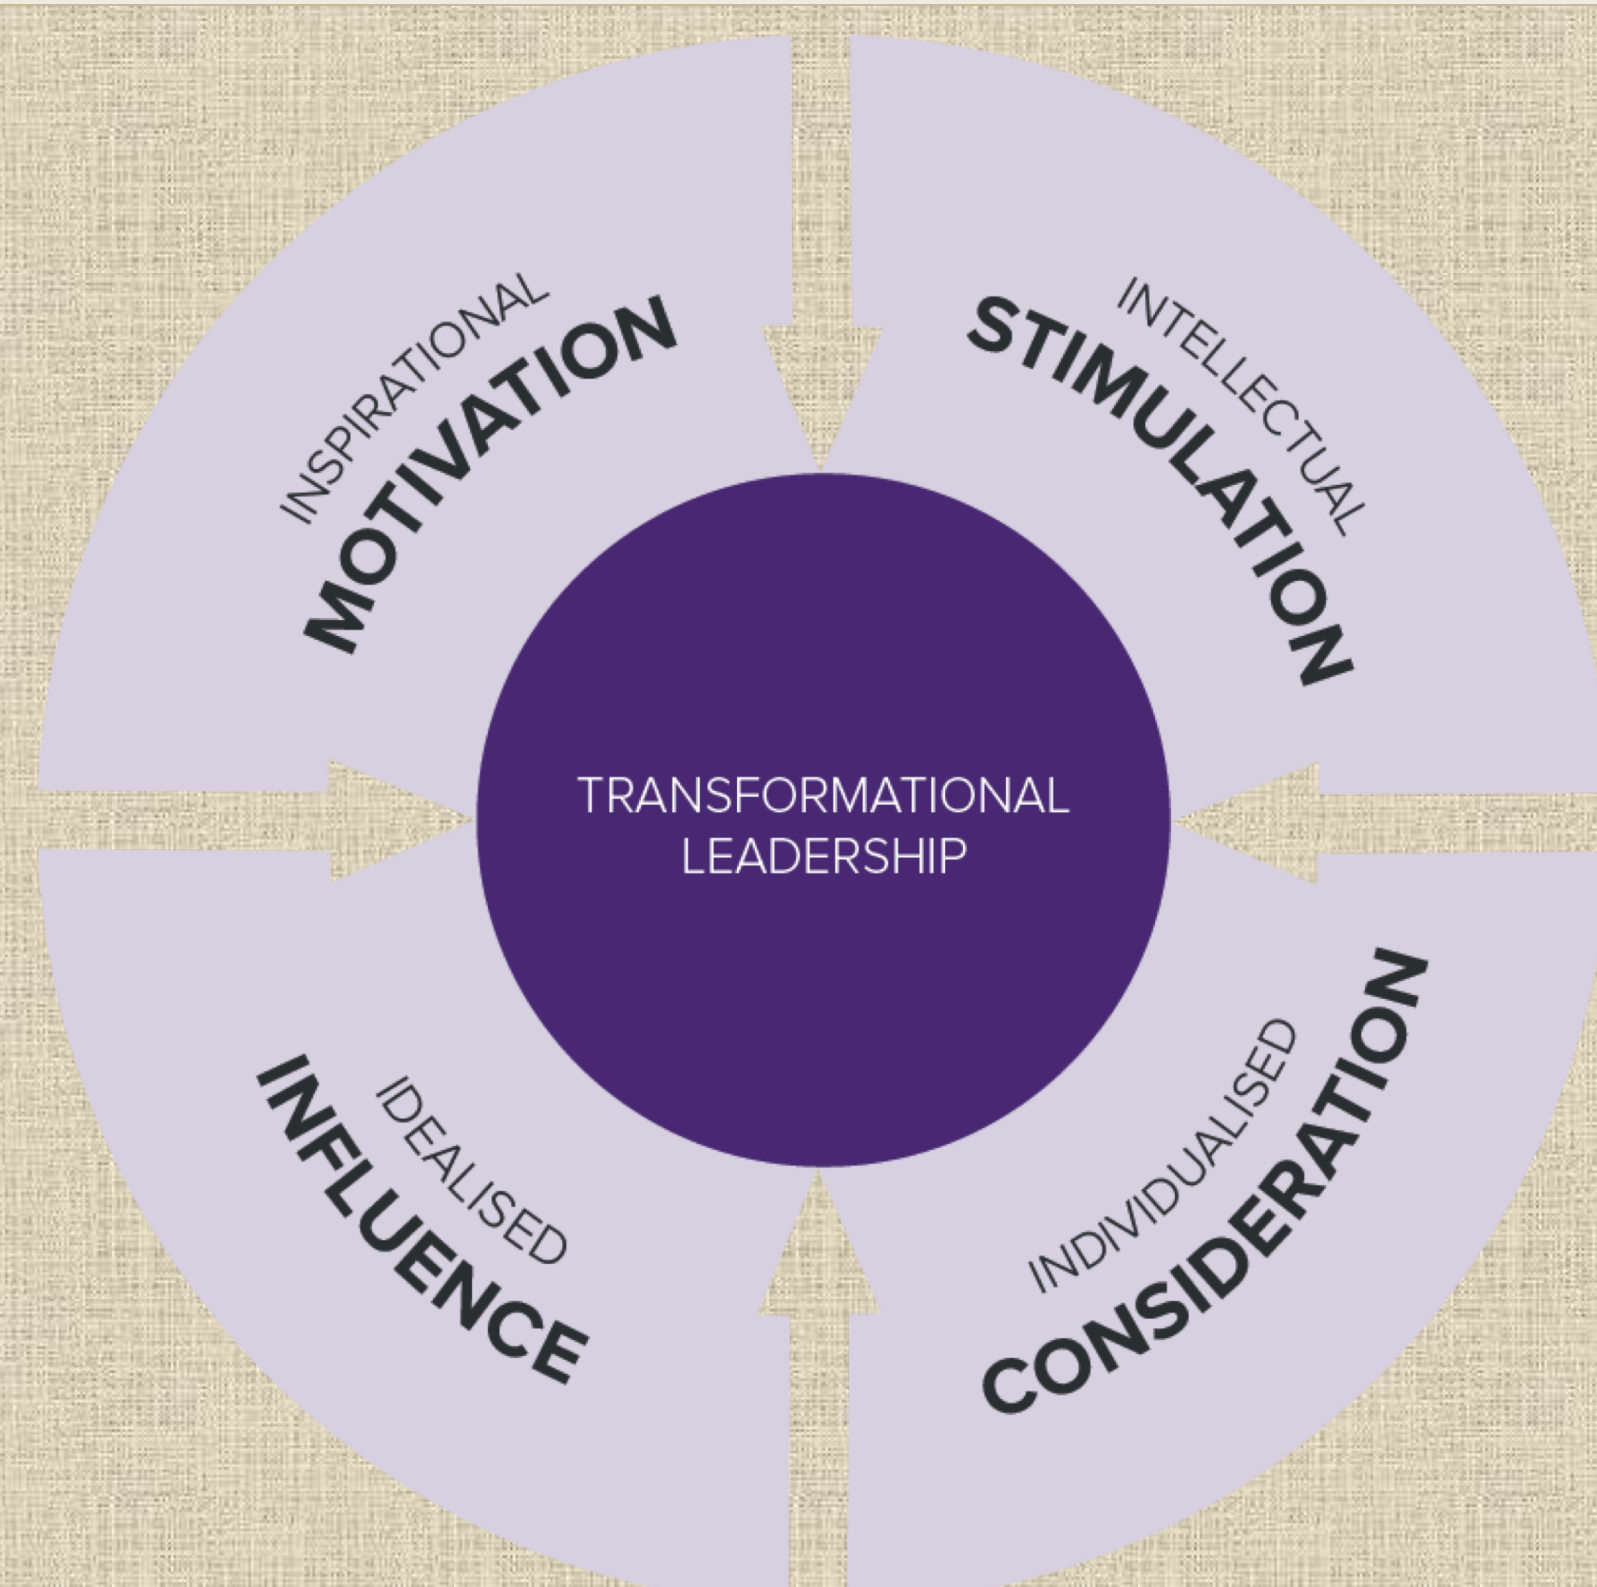 INSPIRATIONAL
MOTIVATION
INTELLECTUAL
STIMULATION
TRANSFORMATIONAL
LEADERSHIP
IDEALISED
INFLUENCE
INDIVIDUALISED
CONSIDERATION